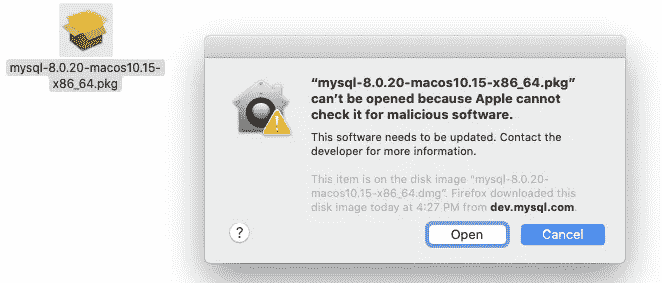 mysql-8.0.20-macos10.15-
x86_64.pkg
“mysql-8.0.20-macos10.15-x86_64.pkg”
can’t be opened because Apple cannot
check it for malicious software.
This software needs to be updated. Contact the
developer for more information.
This item is on the disk image “mysql-8.0.20-
macos10.15-x86_64.dmg”. Firefox downloaded this
disk image today at 4:27 PM from dev.mysql.com.
?
Open
Cancel